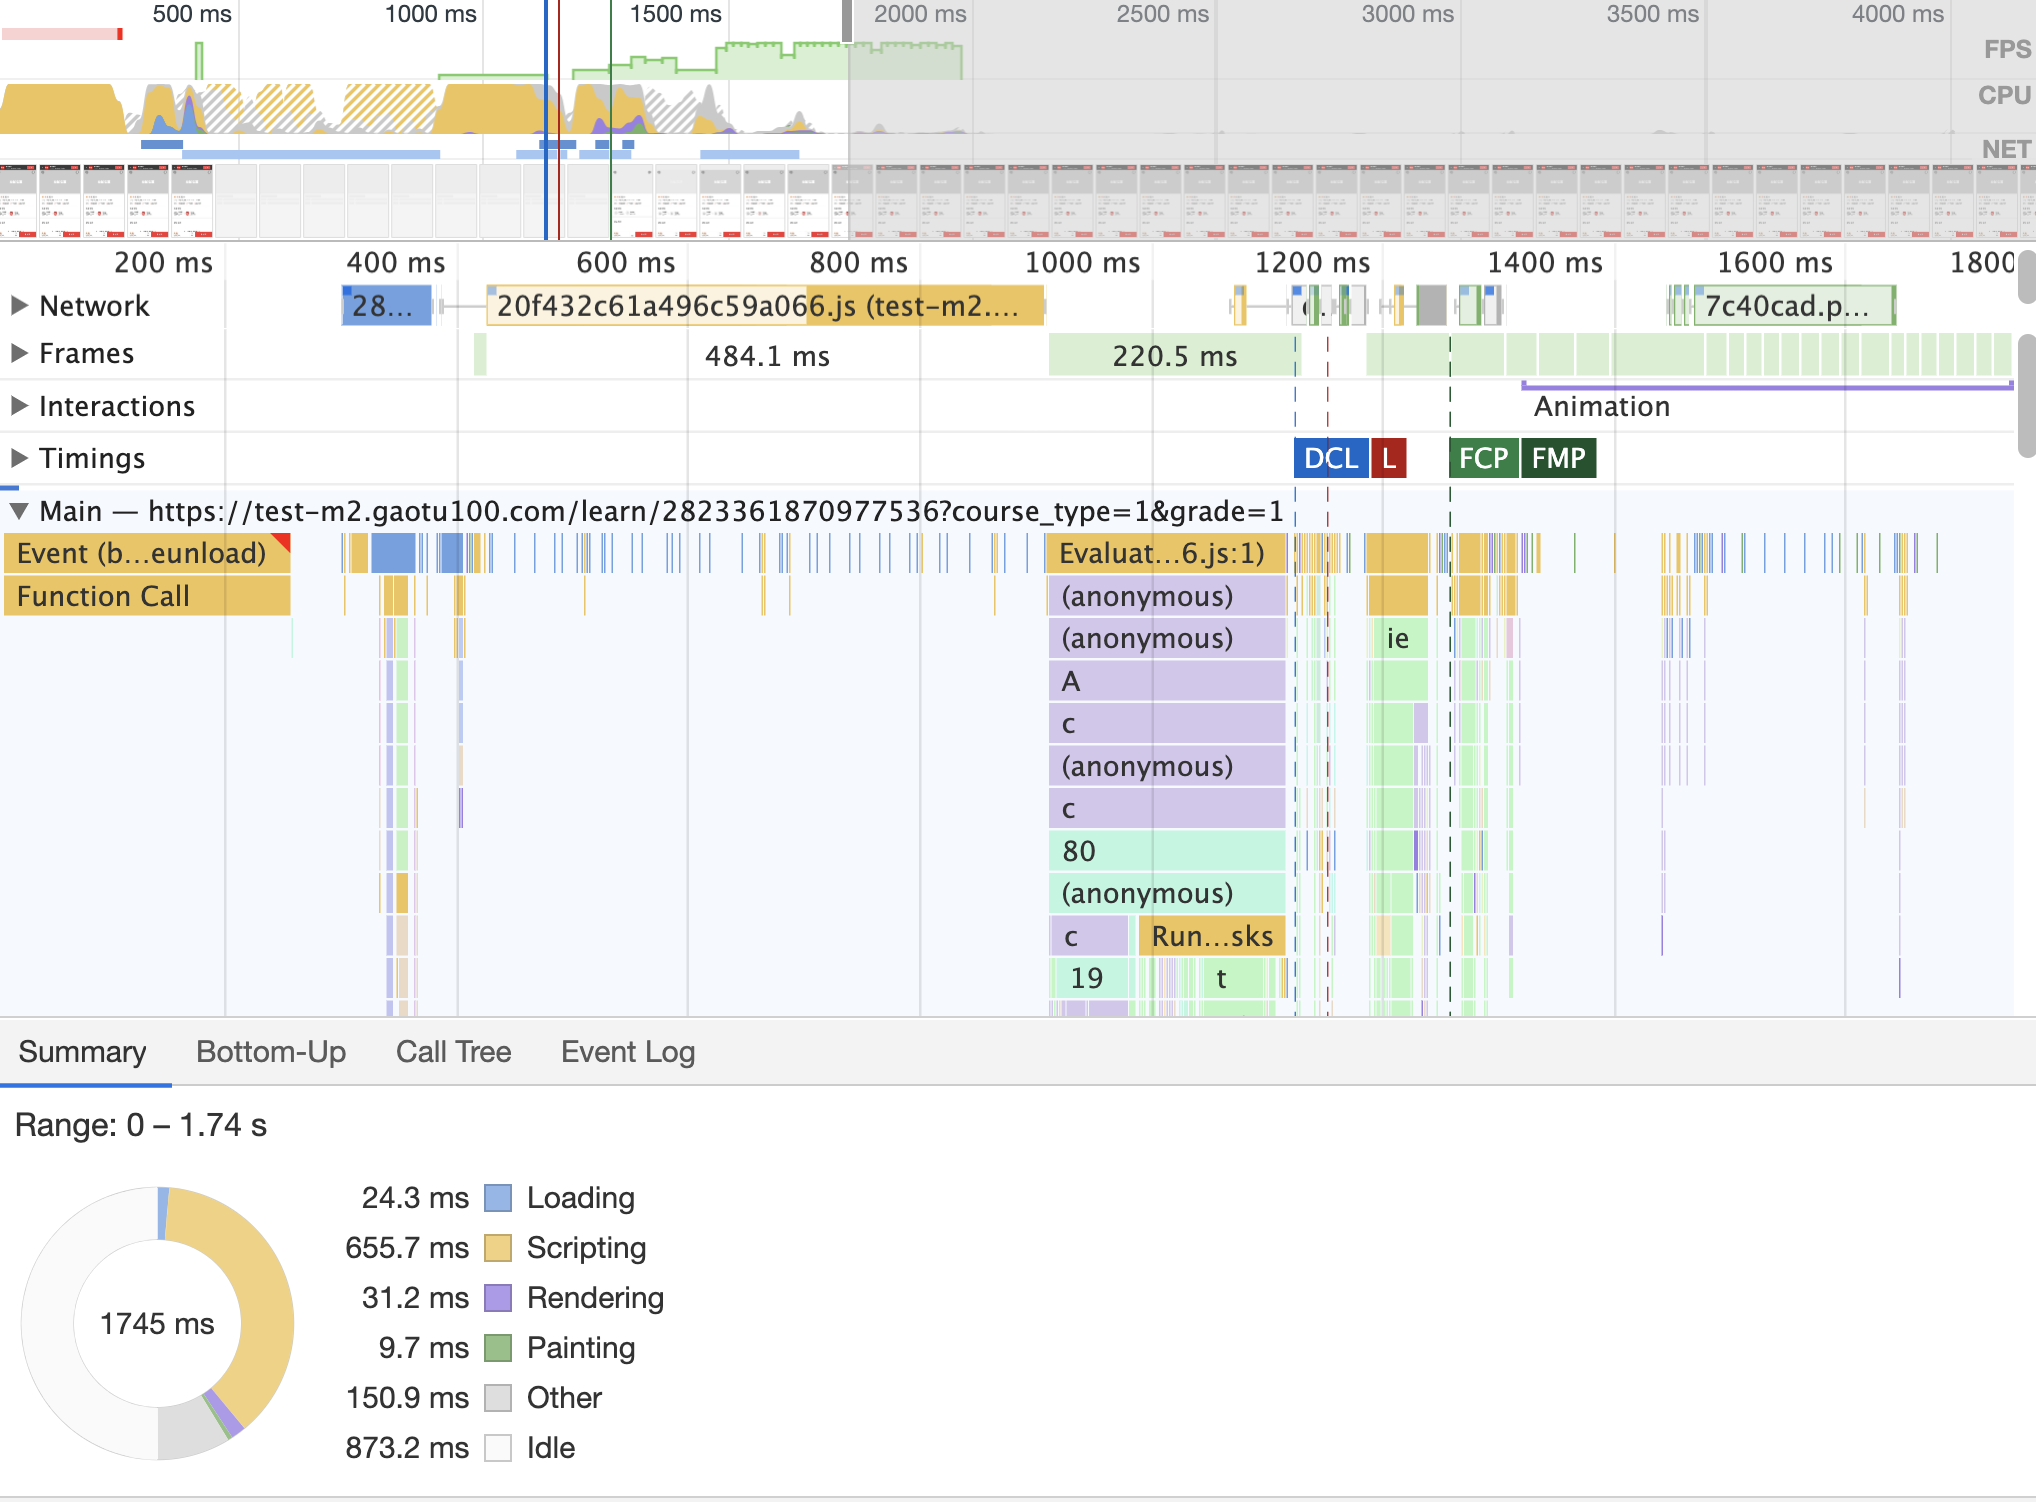 500 ms 1000 ms 1500 ms 2000 ms 2500 ms 3000 ms 3500 ms 4000 ms
FPS
CPU
NET
200 ms 400 ms 600 ms 800 ms 1000 ms 1200 ms 1400 ms 1600 ms 1800
Network 28... 20f432c61a496c59a066.js (test-m2.... 7c40cad.p...
Frames 484.1 ms 220.5 ms
Interactions Animation
Timings DCL L FCP FMP
Main — https://test-m2.gaotu100.com/learn/2823361870977536?course_type=1&grade=1
Event (b...eunload) Evaluat...6.js:1)
Function Call (anonymous)
(anonymous) ie
A
c
(anonymous)
c
80
(anonymous)
c Run...sks
19 t
Summary Bottom-Up Call Tree Event Log
Range: 0 – 1.74 s
24.3 ms Loading
655.7 ms Scripting
31.2 ms Rendering
1745 ms
9.7 ms Painting
150.9 ms Other
873.2 ms Idle